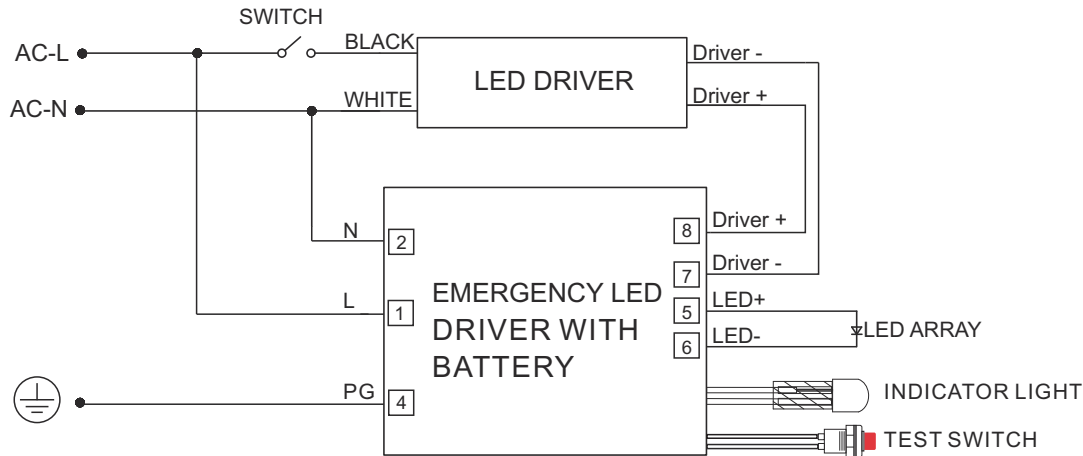 SWITCH
AC-L
BLACK
LED DRIVER
Driver -
AC-N
WHITE
Driver +
N
2
8
Driver +
7
Driver -
L
1
EMERGENCY LED
DRIVER WITH
BATTERY
5
LED+
6
LED-
LED ARRAY
PG
4
INDICATOR LIGHT
TEST SWITCH